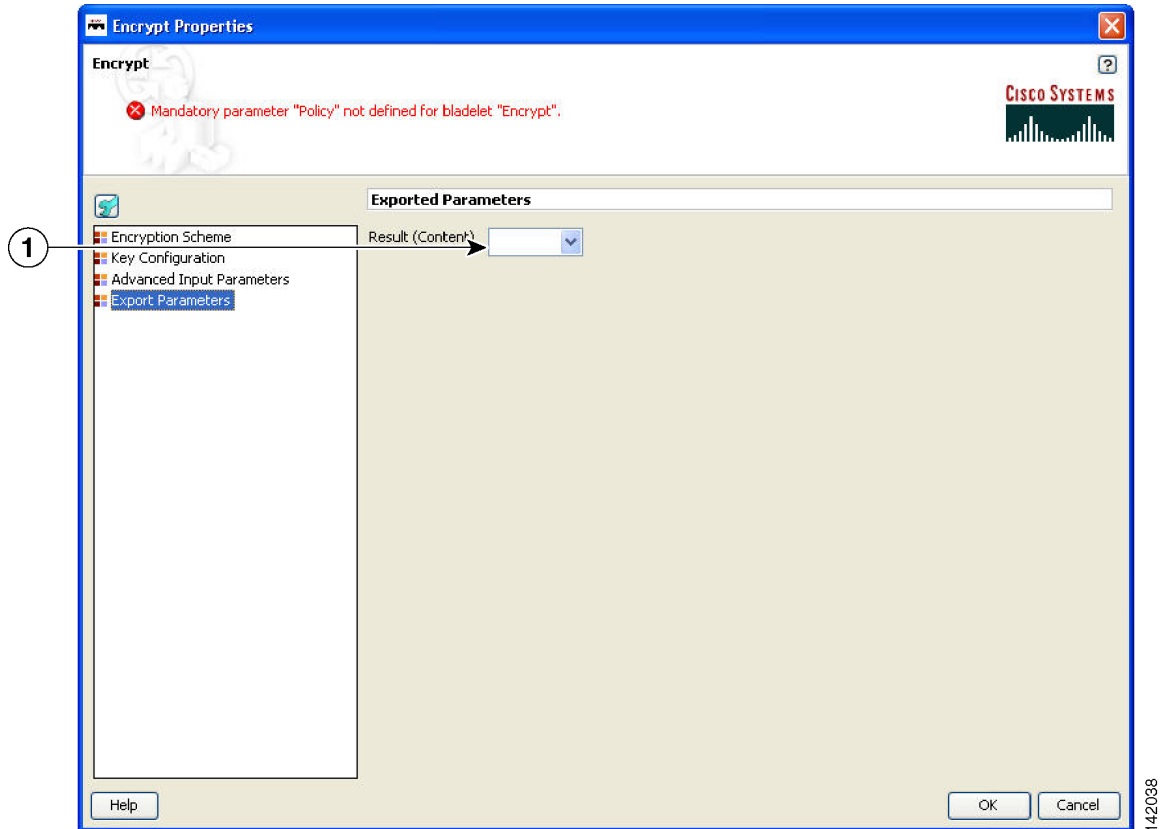 Encrypt Properties
Encrypt
?
Mandatory parameter "Policy" not defined for bladelet "Encrypt".
CISCO SYSTEMS
Exported Parameters
1
Encryption Scheme
Key Configuration
Advanced Input Parameters
Export Parameters
Result (Content)
Help
OK
Cancel
142038